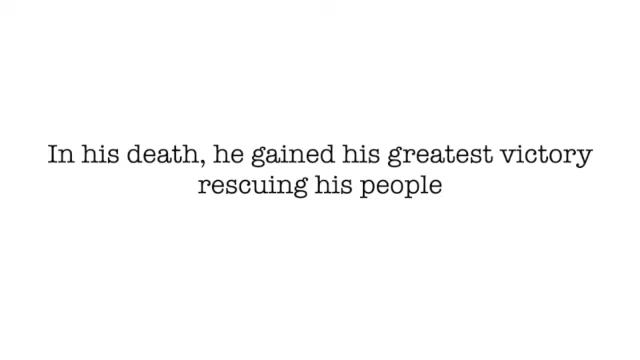 In his death, he gained his greatest victory
rescuing his people